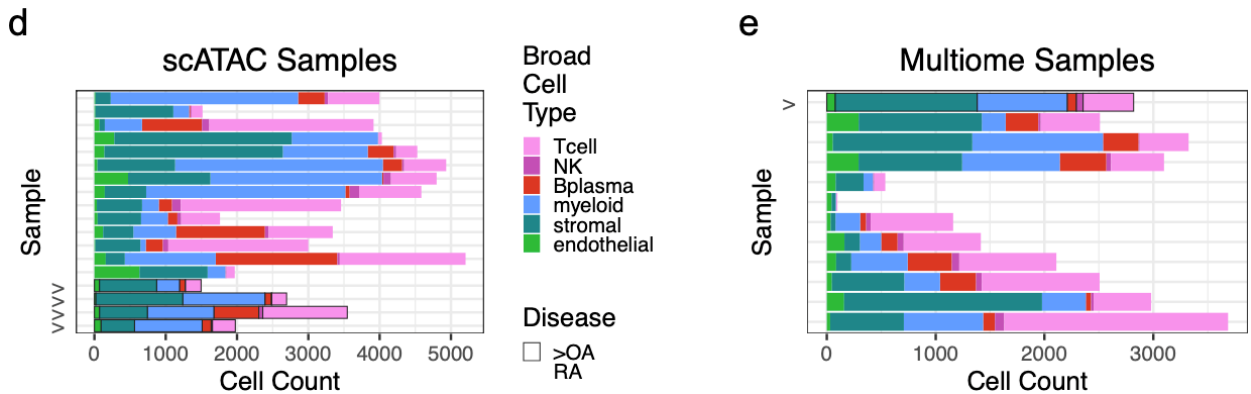 d
scATAC Samples
Sample
>
>
>
>
0 1000 2000 3000 4000 5000
Cell Count
Broad
Cell
Type
Tcell
NK
Bplasma
myeloid
stromal
endothelial
Disease
>OA
RA
e
Multiome Samples
Sample
>
0 1000 2000 3000
Cell Count